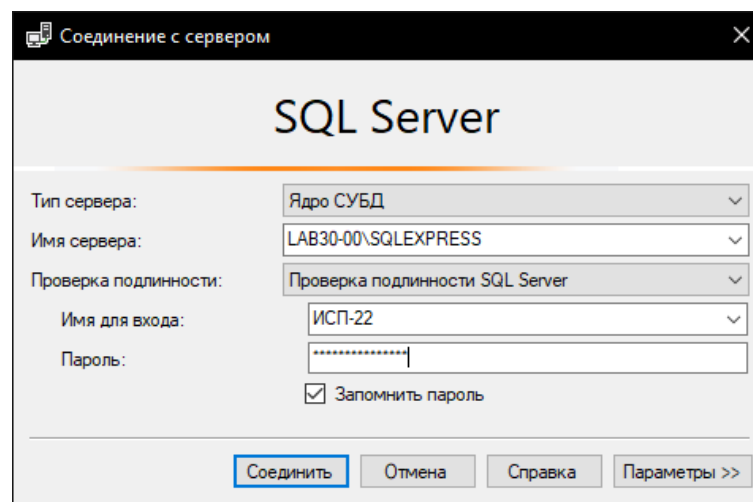 Соединение с сервером
SQL Server
Тип сервера: Ядро СУБД
Имя сервера: LAB30-00\SQLEXPRESS
Проверка подлинности: Проверка подлинности SQL Server
Имя для входа: ИСП-22
Пароль: ***************
Запомнить пароль
Соединить Отмена Справка Параметры >>